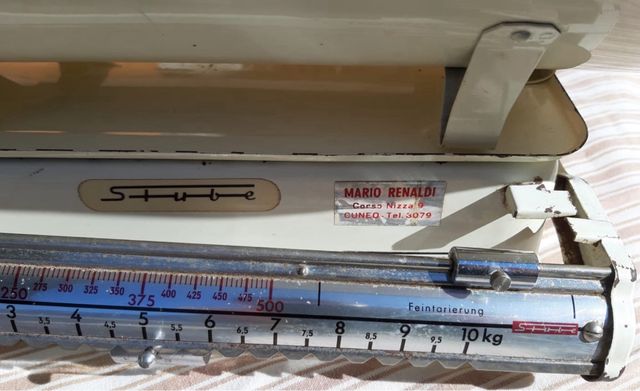 Stube
MARIO RENALDI
Corso Nizza 9
CUNEO - Tel. 3079
250 275 300 325 350 375 400 425 450 475 500
Feintarierung
3 3,5 4 4,5 5 5,5 6 6,5 7 7,5 8 8,5 9 9,5 10 kg
Stube